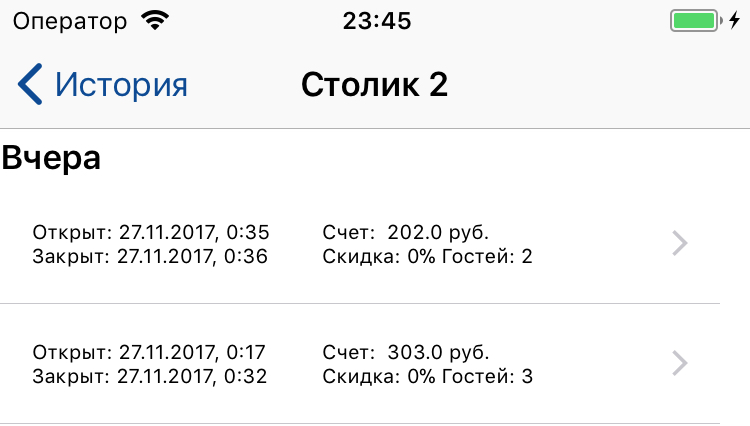 Оператор 23:45
История Столик 2
Вчера
Открыт: 27.11.2017, 0:35 Счет: 202.0 руб.
Закрыт: 27.11.2017, 0:36 Скидка: 0% Гостей: 2
Открыт: 27.11.2017, 0:17 Счет: 303.0 руб.
Закрыт: 27.11.2017, 0:32 Скидка: 0% Гостей: 3